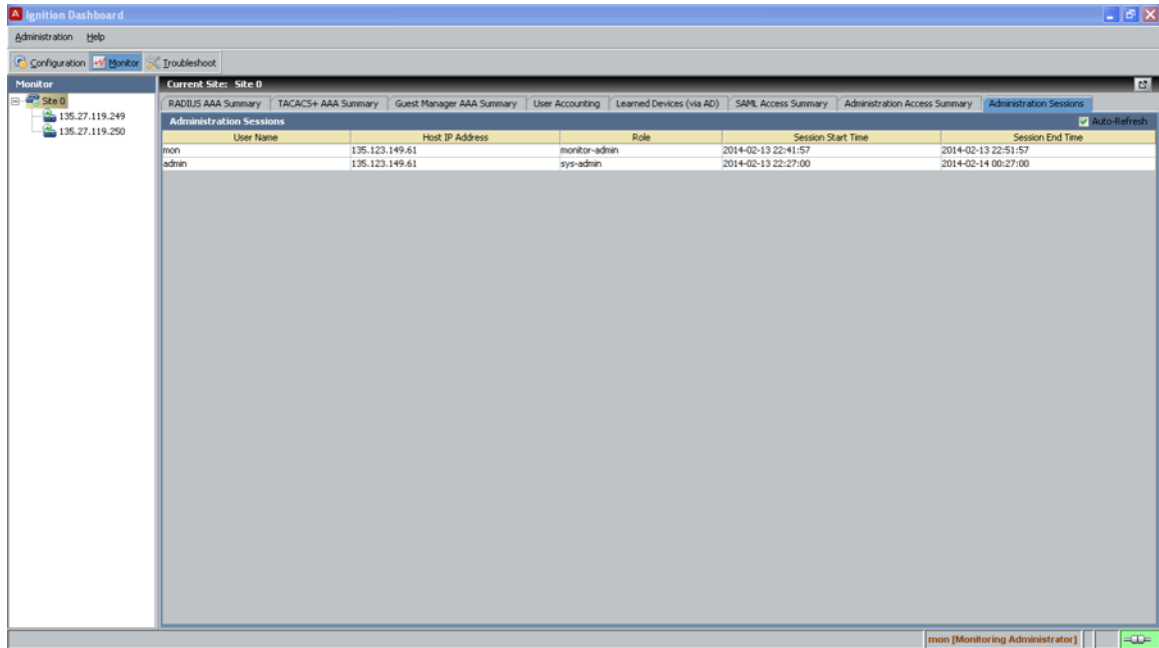 Ignition Dashboard
Administration Help
Configuration Monitor Troubleshoot
Monitor
Site 0
135.27.119.249
135.27.119.250
Current Site: Site 0
RADIUS AAA Summary TACACS+ AAA Summary Guest Manager AAA Summary User Accounting Learned Devices (via AD) SAML Access Summary Administration Access Summary Administration Sessions
Administration Sessions Auto-Refresh
User Name Host IP Address Role Session Start Time Session End Time
mon 135.123.149.61 monitor-admin 2014-02-13 22:41:57 2014-02-13 22:51:57
admin 135.123.149.61 sys-admin 2014-02-13 22:27:00 2014-02-14 00:27:00
mon [Monitoring Administrator]